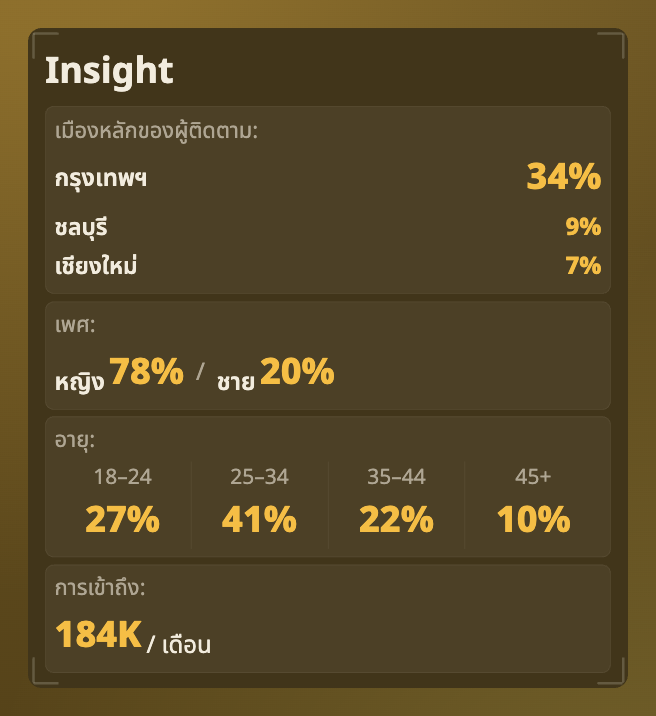 Insight
เมืองหลักของผู้ติดตาม:
กรุงเทพฯ 34%
ชลบุรี 9%
เชียงใหม่ 7%
เพศ:
หญิง 78% / ชาย 20%
อายุ:
18–24 25–34 35–44 45+
27% 41% 22% 10%
การเข้าถึง:
184K / เดือน